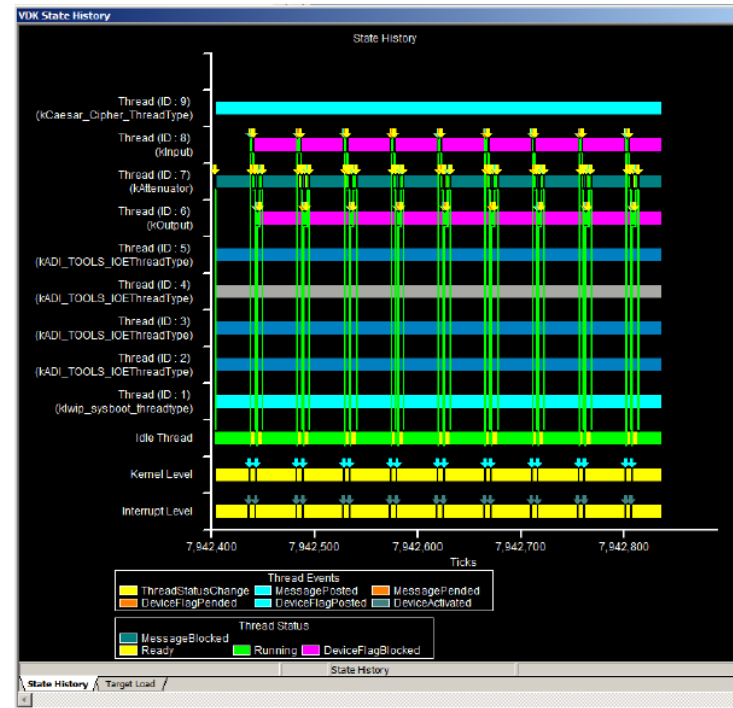 VDK State History
State History
Thread (ID : 9)
(kCaesar_Cipher_ThreadType)
Thread (ID : 8)
(kInput)
Thread (ID : 7)
(kAttenuator)
Thread (ID : 6)
(kOutput)
Thread (ID : 5)
(kADI_TOOLS_IOEThreadType)
Thread (ID : 4)
(kADI_TOOLS_IOEThreadType)
Thread (ID : 3)
(kADI_TOOLS_IOEThreadType)
Thread (ID : 2)
(kADI_TOOLS_IOEThreadType)
Thread (ID : 1)
(klwip_sysboot_threadtype)
Idle Thread
Kernel Level
Interrupt Level
7,942,400 7,942,500 7,942,600 7,942,700 7,942,800
Ticks
Thread Events
ThreadStatusChange MessagePosted MessagePended
DeviceFlagPended DeviceFlagPosted DeviceActivated
Thread Status
MessageBlocked
Ready Running DeviceFlagBlocked
State History
State History Target Load